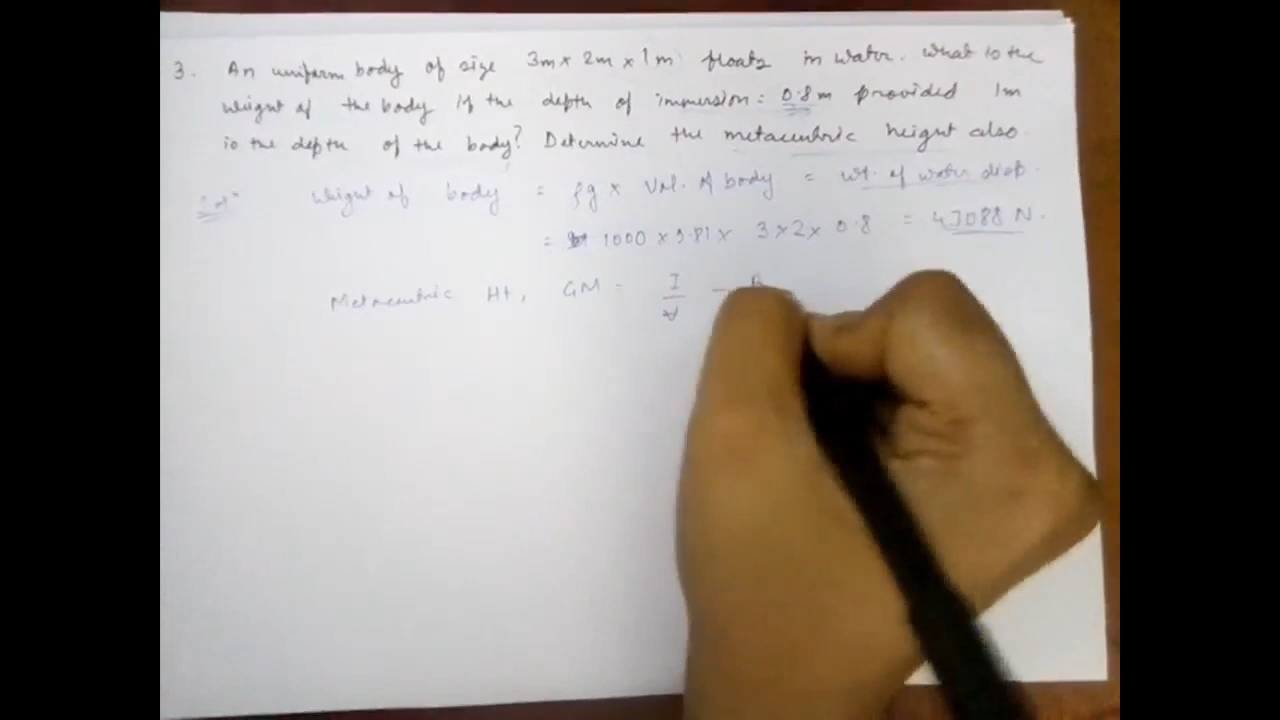 3. An uniform body of size 3m × 2m × 1m floats in water. What is the
weight of the body if the depth of immersion = 0.8m provided 1m
is the depth of the body? Determine the metacentric height also.
Weight of body = ρg × Vol. of body = wt. of water disp.
= 1000 × 9.81 × 3 × 2 × 0.8 = 47088 N.
Metacentric Ht, GM = I/∀ - B